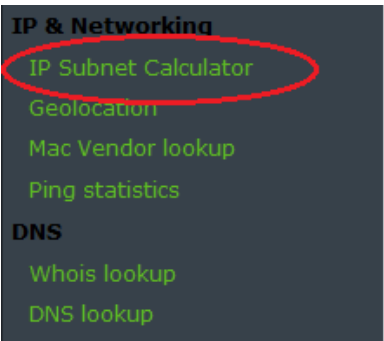 IP & Networking
IP Subnet Calculator
Geolocation
Mac Vendor lookup
Ping statistics
DNS
Whois lookup
DNS lookup